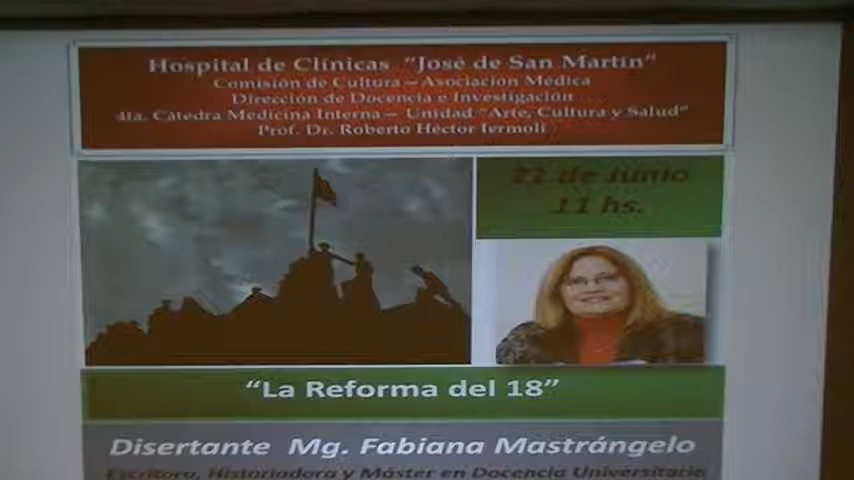 Hospital de Clínicas "José de San Martín"
Comisión de Cultura – Asociación Médica
Dirección de Docencia e Investigación
4ta. Cátedra Medicina Interna – Unidad "Arte, Cultura y Salud"
Prof. Dr. Roberto Héctor Iermoli
de Junio
11 hs.
"La Reforma del 18"
Disertante Mg. Fabiana Mastrángelo
Escritora, Historiadora y Máster en Docencia Universitaria